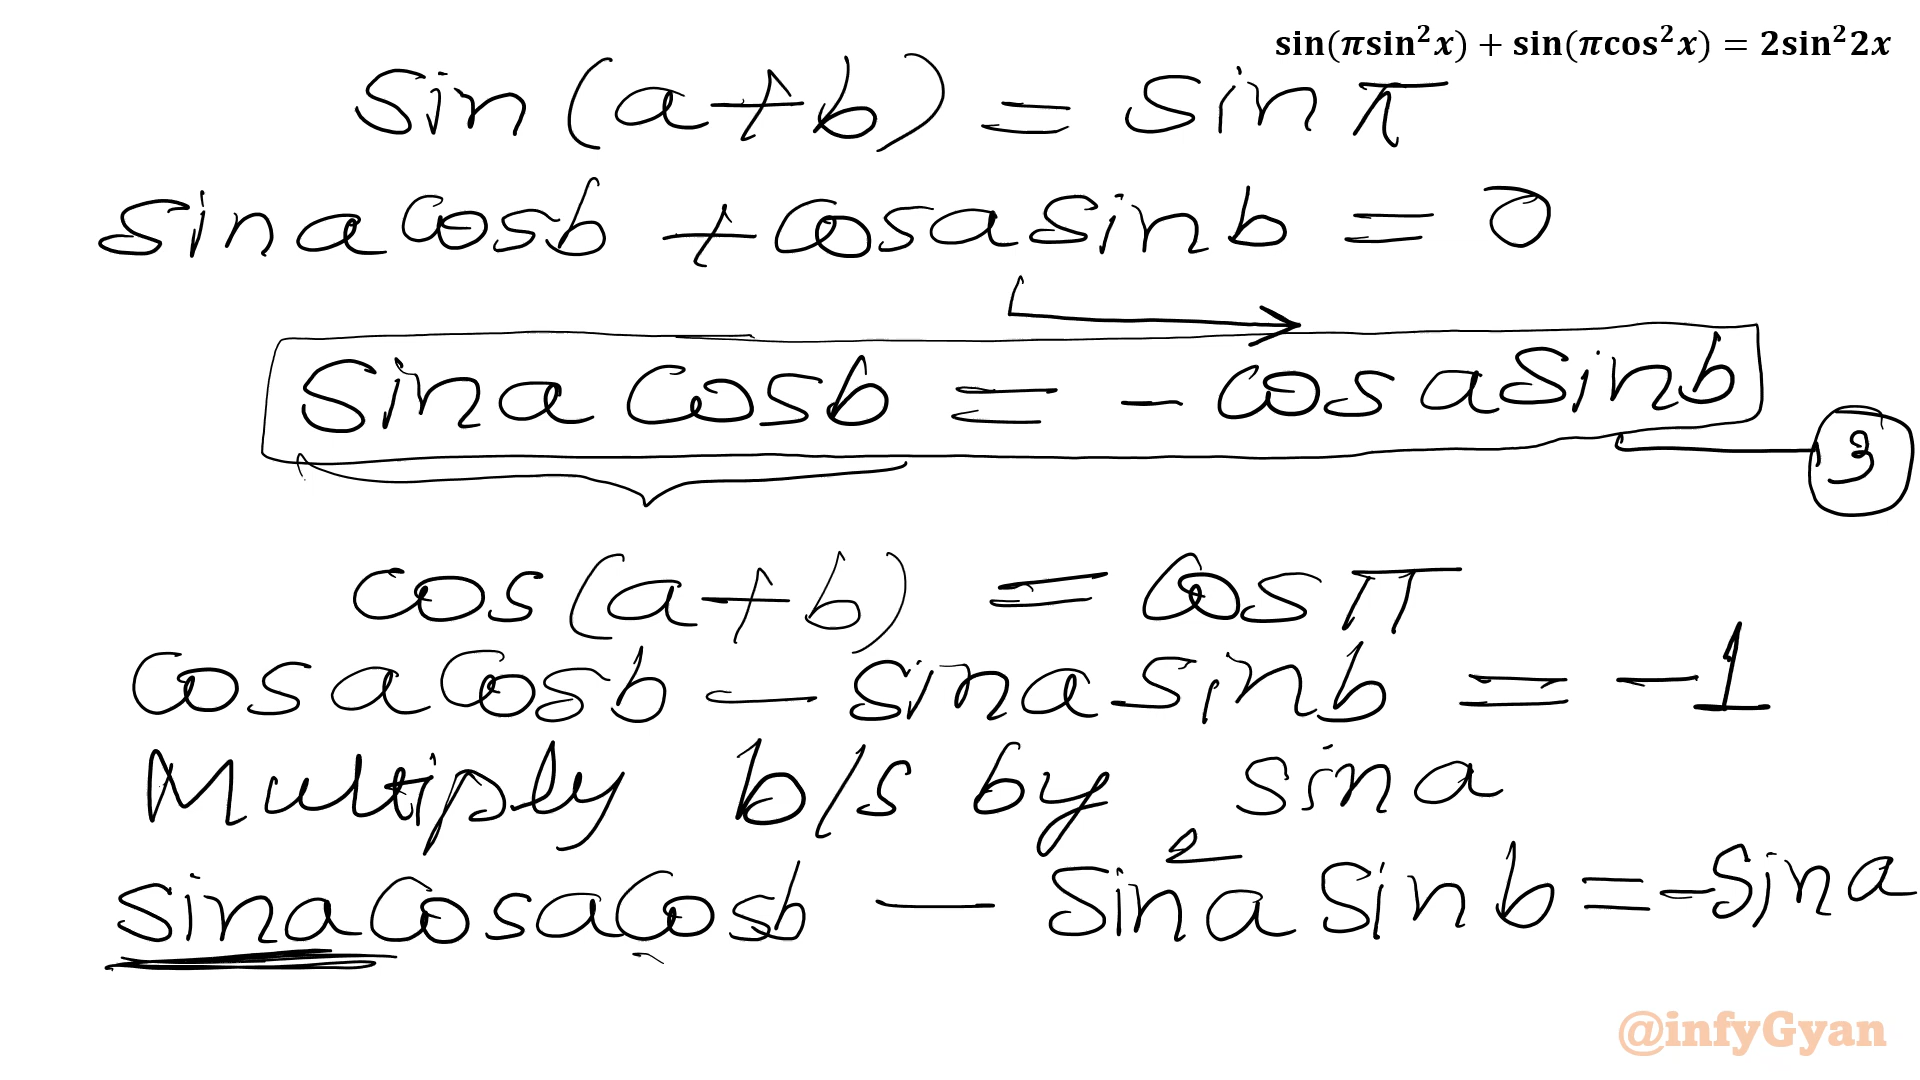 sin(πsin²x) + sin(πcos²x) = 2sin²2x
sin(a+b) = sin π
sina cosb + cosa sinb = 0
sina cosb = - cosa sinb
3
cos(a+b) = cos π
cosa cosb - sina sinb = -1
Multiply b/s by sina
sina cosa cosb - sin²a sinb = -sina
@infyGyan